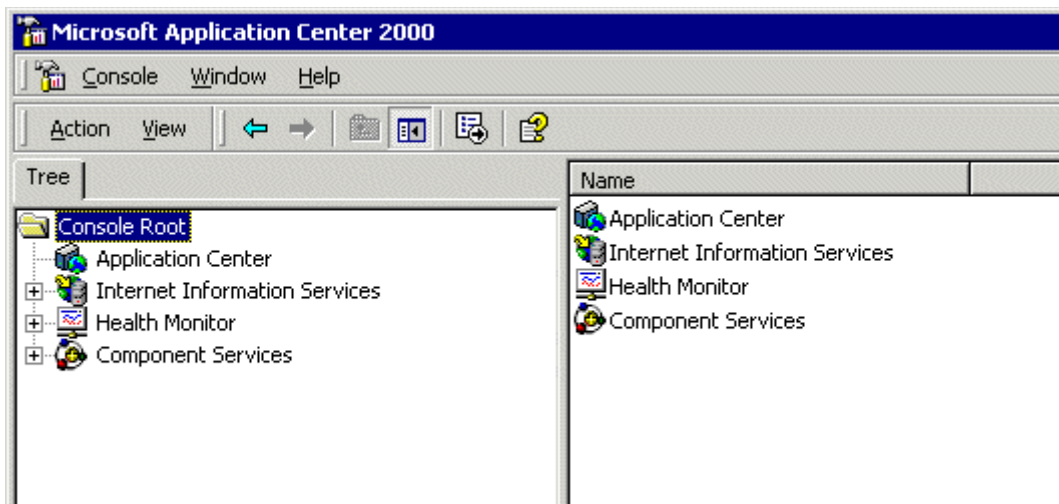 Microsoft Application Center 2000
Console Window Help
Action View
Tree
Name
Console Root
Application Center
Internet Information Services
Health Monitor
Component Services
Application Center
Internet Information Services
Health Monitor
Component Services